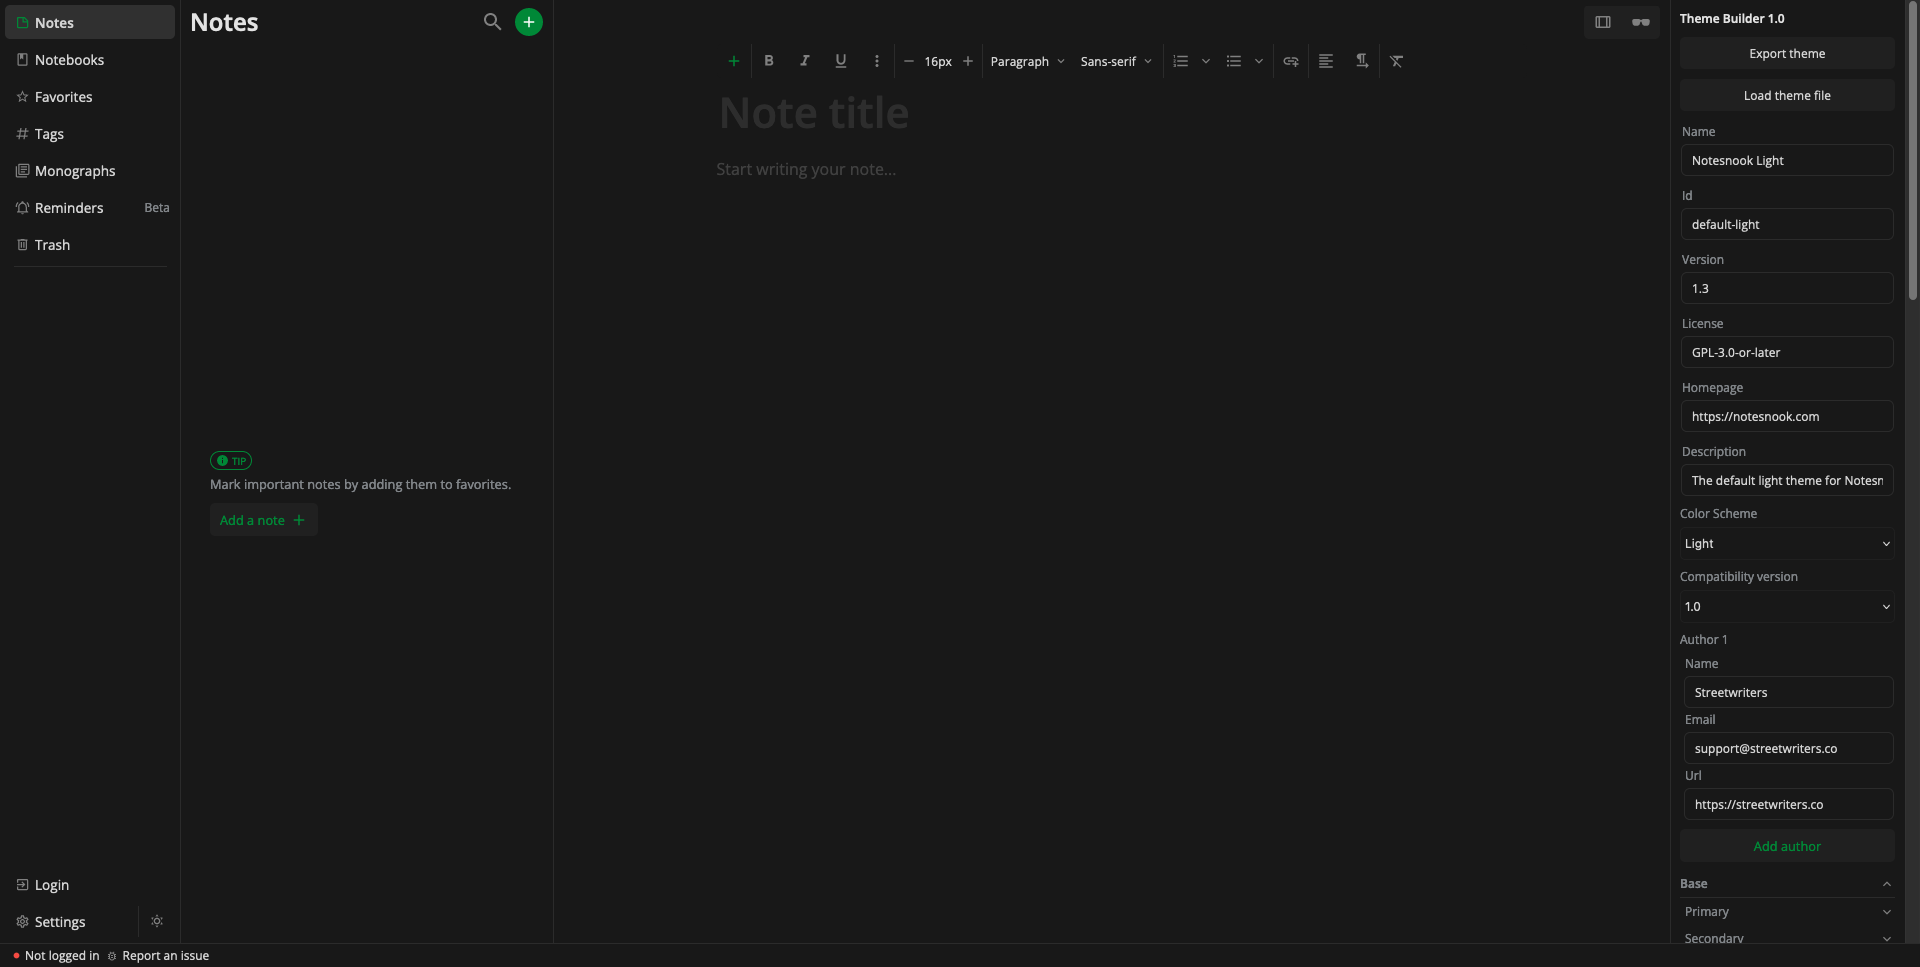 Notes
Notebooks
Favorites
Tags
Monographs
Reminders Beta
Trash
Login
Settings
Not logged in Report an issue
Notes
TIP
Mark important notes by adding them to favorites.
Add a note
B I U 16px Paragraph Sans-serif
Note title
Start writing your note...
Theme Builder 1.0
Export theme
Load theme file
Name
Notesnook Light
Id
default-light
Version
1.3
License
GPL-3.0-or-later
Homepage
https://notesnook.com
Description
The default light theme for Notesn
Color Scheme
Light
Compatibility version
1.0
Author 1
Name
Streetwriters
Email
support@streetwriters.co
Url
https://streetwriters.co
Add author
Base
Primary
Secondary